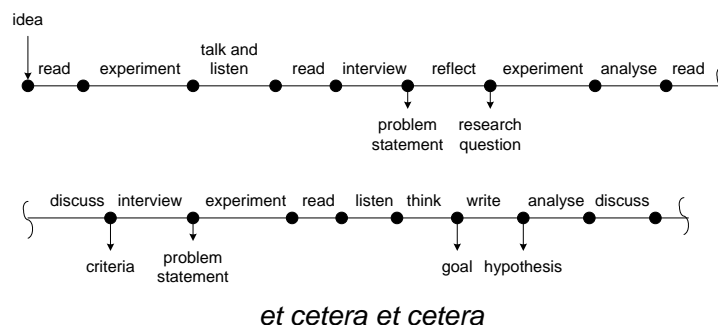 idea
talk and
read experiment listen read interview reflect experiment analyse read
problem research
statement question
discuss interview experiment read listen think write analyse discuss
criteria problem goal hypothesis
statement
et cetera et cetera